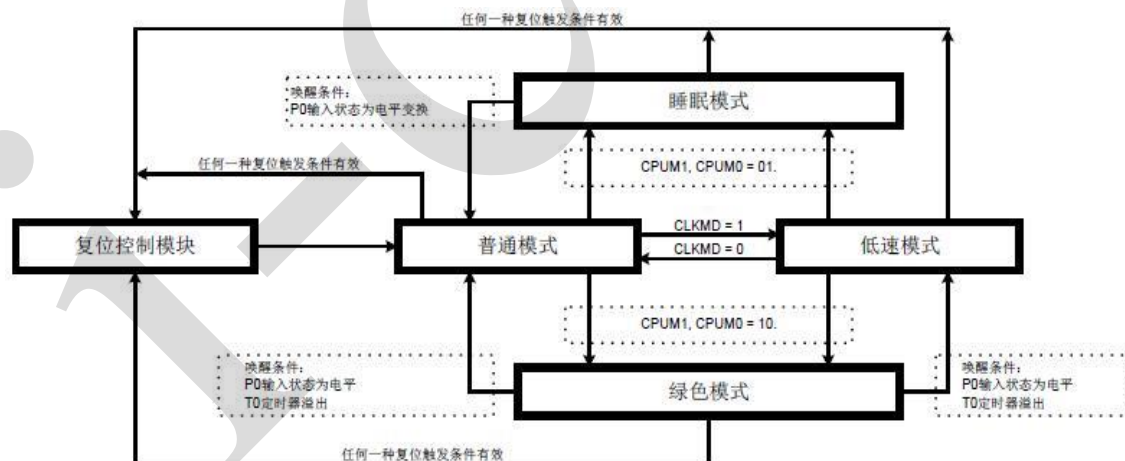 任何一种复位触发条件有效
唤醒条件:
P0输入状态为电平变换
睡眠模式
任何一种复位触发条件有效
CPUM1, CPUM0 = 01.
复位控制模块
普通模式
CLKMD = 1
CLKMD = 0
低速模式
CPUM1, CPUM0 = 10.
唤醒条件:
P0输入状态为电平
T0定时器溢出
绿色模式
唤醒条件:
P0输入状态为电平
T0定时器溢出
任何一种复位触发条件有效